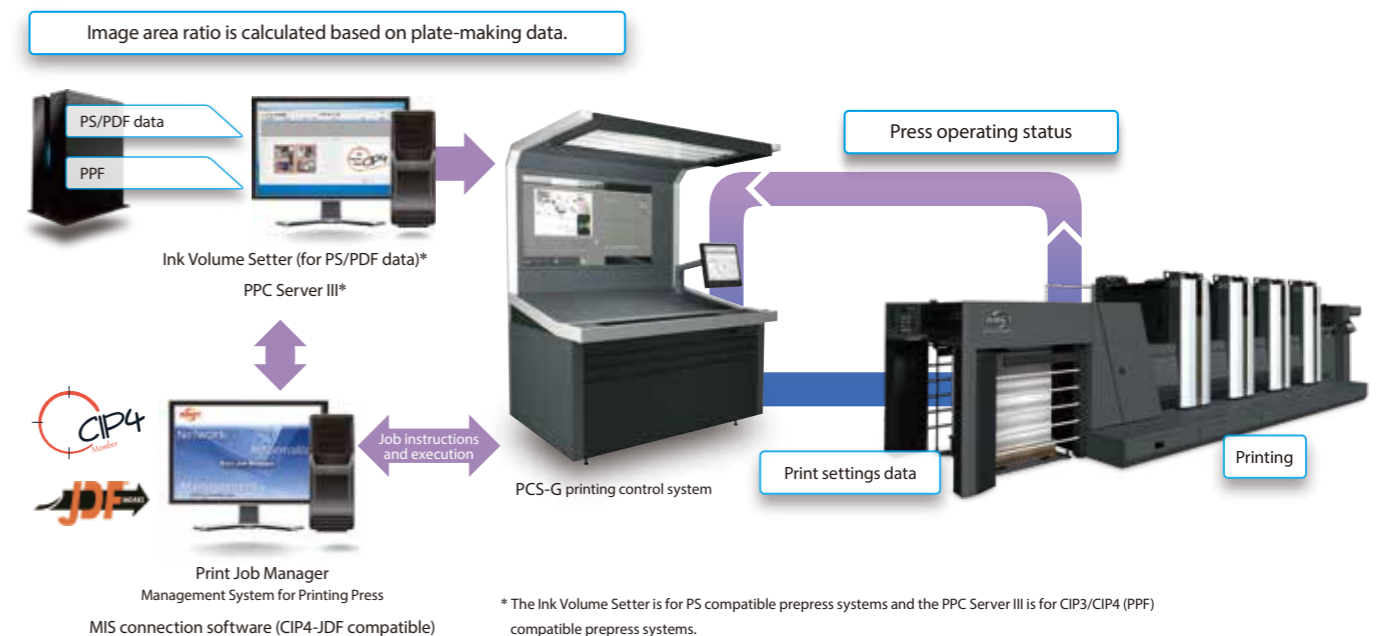 Image area ratio is calculated based on plate-making data.
PS/PDF data
PPF
CIP4
Press operating status
Ink Volume Setter (for PS/PDF data)*
PPC Server III*
CIP4
Member
Network
Job instructions
and execution
JDF
WORKS
Print settings data
Printing
PCS-G printing control system
Print Job Manager
Management System for Printing Press
MIS connection software (CIP4-JDF compatible)
* The Ink Volume Setter is for PS compatible prepress systems and the PPC Server III is for CIP3/CIP4 (PPF)
compatible prepress systems.